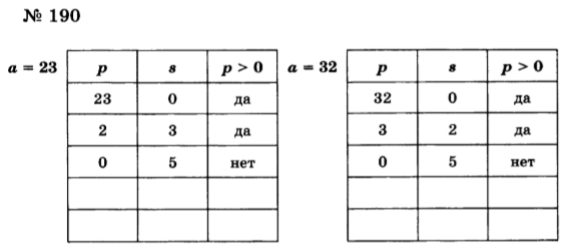 № 190
a = 23
p s p > 0
23 0 да
2 3 да
0 5 нет
a = 32
p s p > 0
32 0 да
3 2 да
0 5 нет